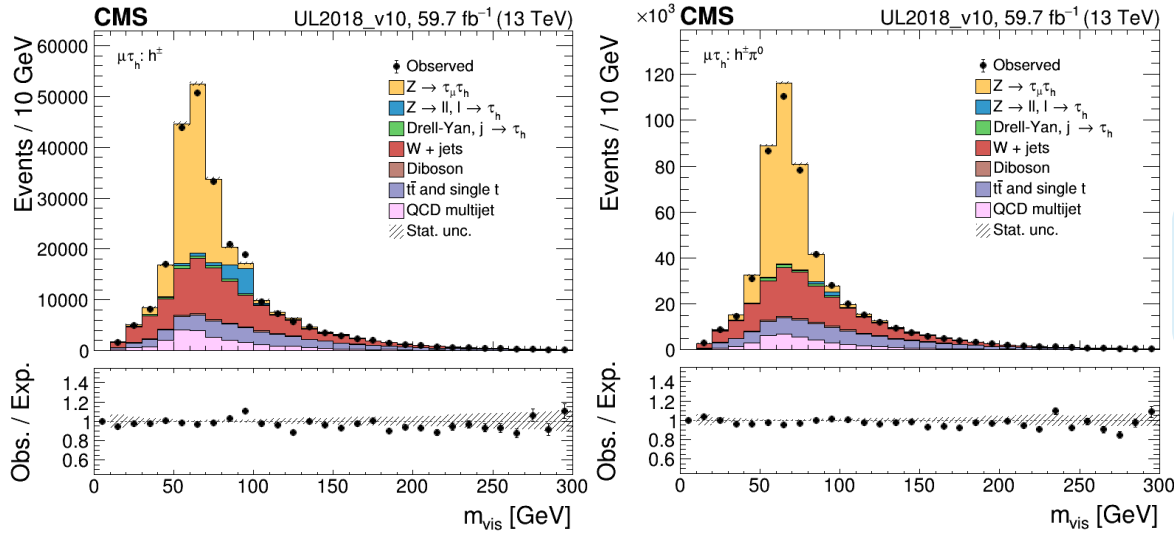 CMS
UL2018_v10, 59.7 fb⁻¹ (13 TeV)
Events / 10 GeV
60000
50000
40000
30000
20000
10000
0
μτₕ: h±
Observed
Z → τ_μτ_h
Z → ll, l → τ_h
Drell-Yan, j → τ_h
W + jets
Diboson
tt̄ and single t
QCD multijet
Stat. unc.
Obs. / Exp.
1.4
1.2
1
0.8
0.6
0 50 100 150 200 250 300
m_vis [GeV]
×10³
CMS
UL2018_v10, 59.7 fb⁻¹ (13 TeV)
Events / 10 GeV
120
100
80
60
40
20
0
μτₕ: h±π⁰
Observed
Z → τ_μτ_h
Z → ll, l → τ_h
Drell-Yan, j → τ_h
W + jets
Diboson
tt̄ and single t
QCD multijet
Stat. unc.
Obs. / Exp.
1.4
1.2
1
0.8
0.6
0 50 100 150 200 250 300
m_vis [GeV]